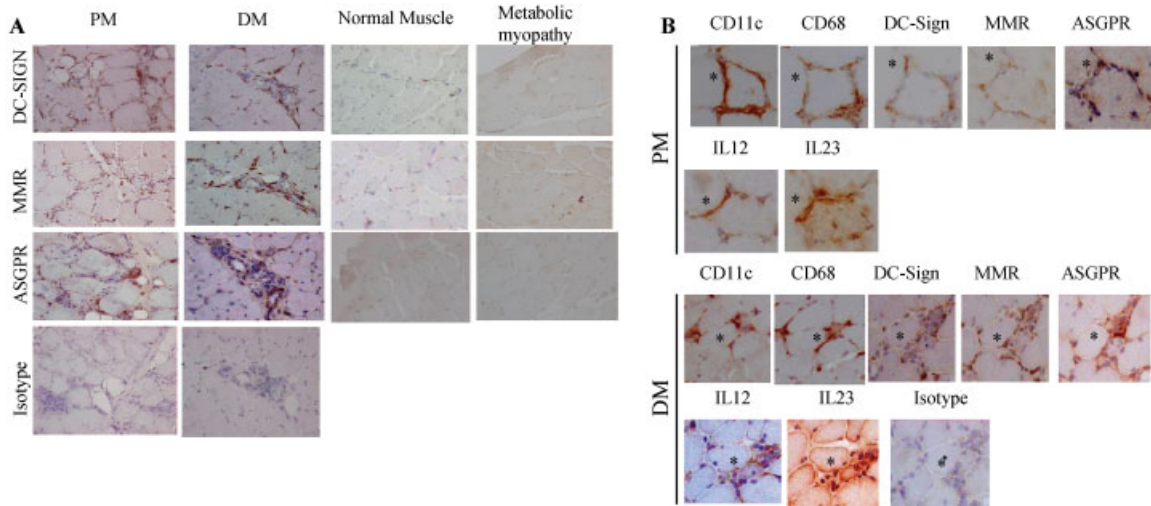 A
PM DM Normal Muscle Metabolic myopathy
DC-SIGN
MMR
ASGPR
Isotype
B
CD11c CD68 DC-Sign MMR ASGPR
* * * * *
PM
IL12 IL23
* *
CD11c CD68 DC-Sign MMR ASGPR
* * * * *
DM
IL12 IL23 Isotype
* * *